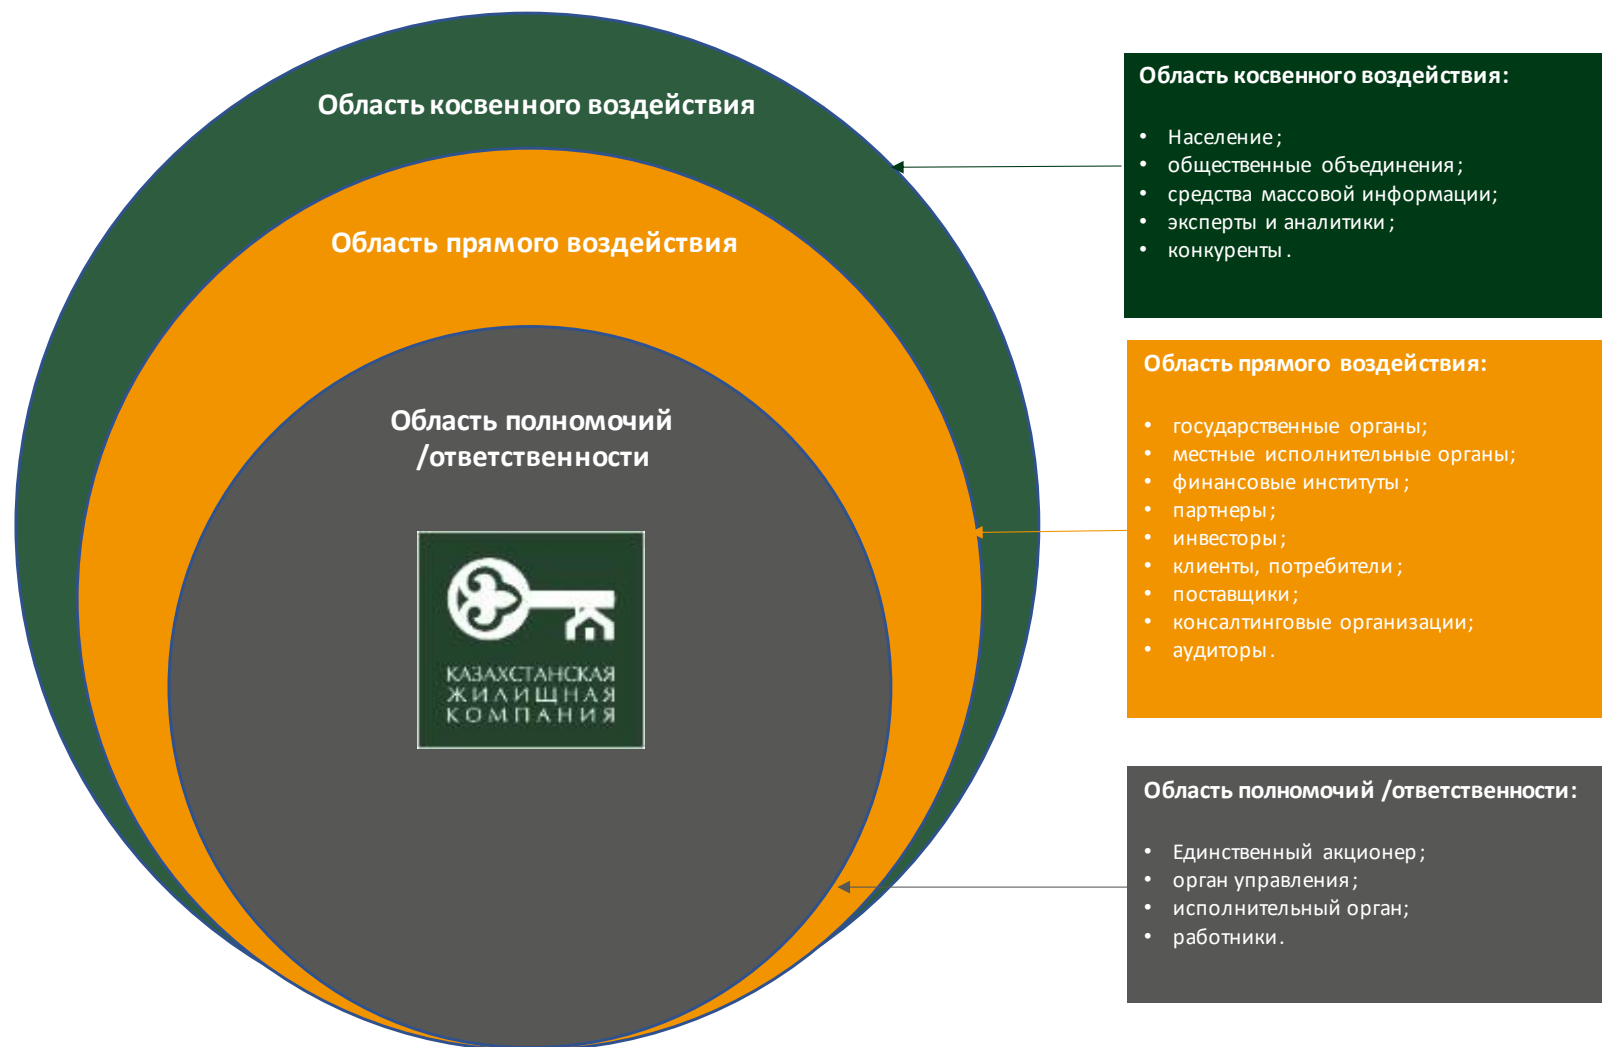 Область косвенного воздействия
Область прямого воздействия
Область полномочий
/ответственности
КАЗАХСТАНСКАЯ
ЖИЛИЩНАЯ
КОМПАНИЯ
Область косвенного воздействия:
• Население;
• общественные объединения;
• средства массовой информации;
• эксперты и аналитики;
• конкуренты.
Область прямого воздействия:
• государственные органы;
• местные исполнительные органы;
• финансовые институты;
• партнеры;
• инвесторы;
• клиенты, потребители;
• поставщики;
• консалтинговые организации;
• аудиторы.
Область полномочий /ответственности:
• Единственный акционер;
• орган управления;
• исполнительный орган;
• работники.